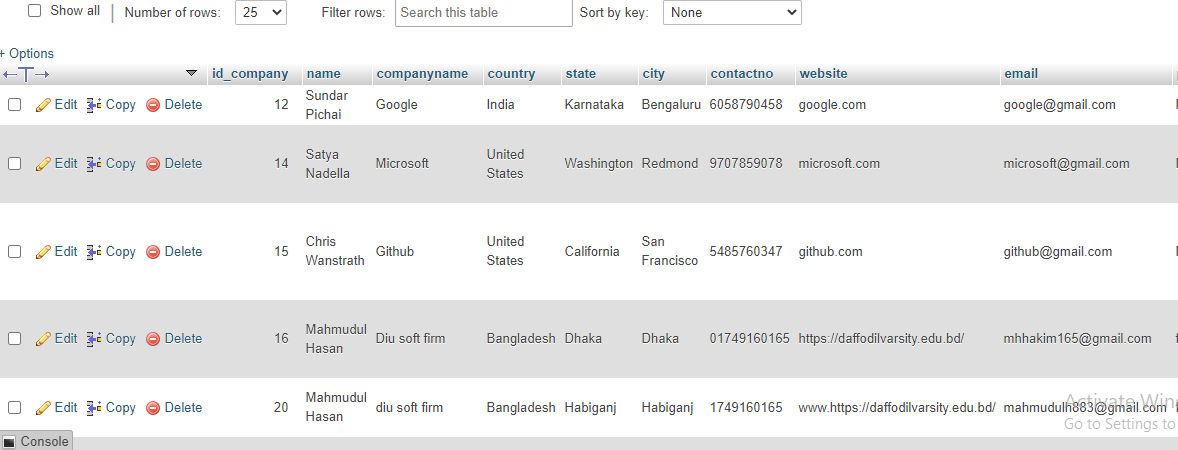 Show all Number of rows: 25 Filter rows: Search this table Sort by key: None
+ Options
←T→ id_company name companyname country state city contactno website email
Edit Copy Delete 12 Sundar Pichai Google India Karnataka Bengaluru 6058790458 google.com google@gmail.com
Edit Copy Delete 14 Satya Nadella Microsoft United States Washington Redmond 9707859078 microsoft.com microsoft@gmail.com
Edit Copy Delete 15 Chris Wanstrath Github United States California San Francisco 5485760347 github.com github@gmail.com
Edit Copy Delete 16 Mahmudul Hasan Diu soft firm Bangladesh Dhaka Dhaka 01749160165 https://daffodilvarsity.edu.bd/ mhhakim165@gmail.com
Edit Copy Delete 20 Mahmudul Hasan diu soft firm Bangladesh Habiganj Habiganj 1749160165 www.https://daffodilvarsity.edu.bd/ mahmudulh883@gmail.com
Activate Win
Go to Settings to
Console